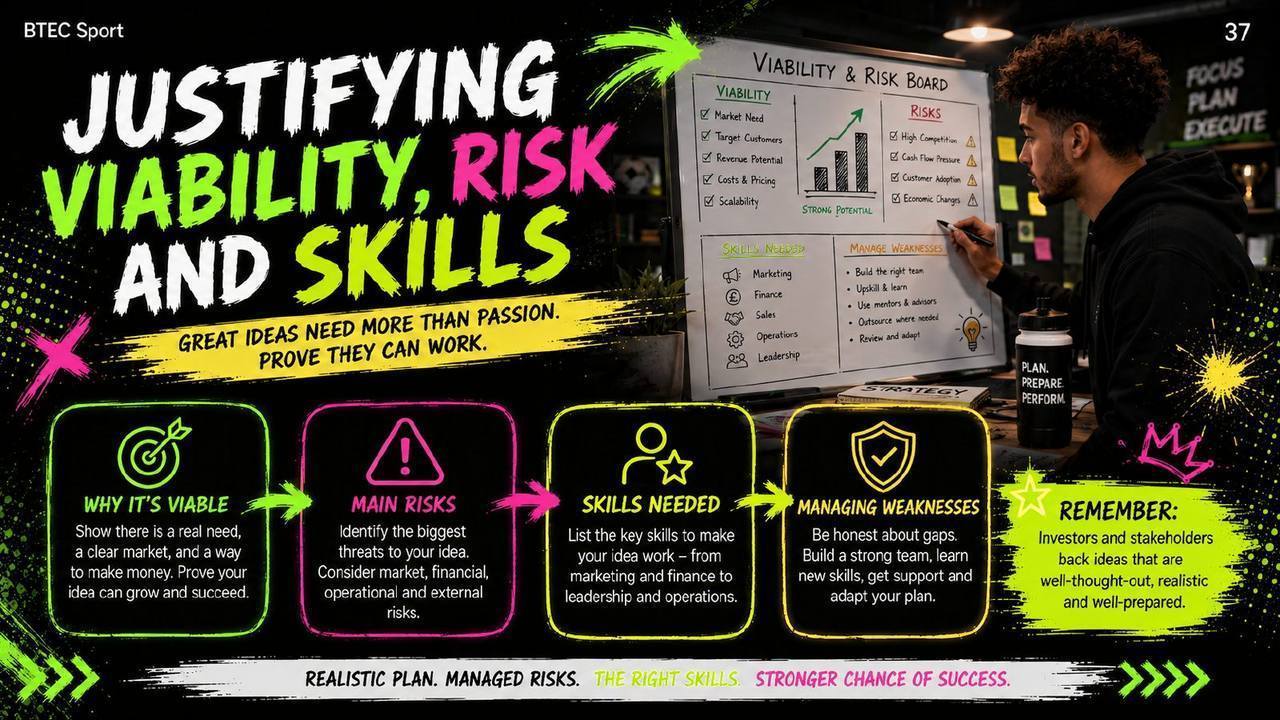 BTEC Sport
37
JUSTIFYING
VIABILITY, RISK
AND SKILLS
GREAT IDEAS NEED MORE THAN PASSION.
PROVE THEY CAN WORK.
VIABILITY & RISK BOARD
VIABILITY
Market Need
Target Customers
Revenue Potential
Costs & Pricing
Scalability
STRONG POTENTIAL
RISKS
High Competition
Cash Flow Pressure
Customer Adoption
Economic Changes
SKILLS NEEDED
Marketing
Finance
Sales
Operations
Leadership
MANAGE WEAKNESSES
• Build the right team
• Upskill & learn
• Use mentors & advisors
• Outsource where needed
• Review and adapt
FOCUS
PLAN
EXECUTE
STRATEGY
PLAN.
PREPARE.
PERFORM.
WHY IT'S VIABLE
Show there is a real need,
a clear market, and a way
to make money. Prove your
idea can grow and succeed.
MAIN RISKS
Identify the biggest
threats to your idea.
Consider market, financial,
operational and external
risks.
SKILLS NEEDED
List the key skills to make
your idea work – from
marketing and finance to
leadership and operations.
MANAGING WEAKNESSES
Be honest about gaps.
Build a strong team, learn
new skills, get support and
adapt your plan.
REMEMBER:
Investors and stakeholders
back ideas that are
well-thought-out, realistic
and well-prepared.
REALISTIC PLAN. MANAGED RISKS. THE RIGHT SKILLS. STRONGER CHANCE OF SUCCESS.